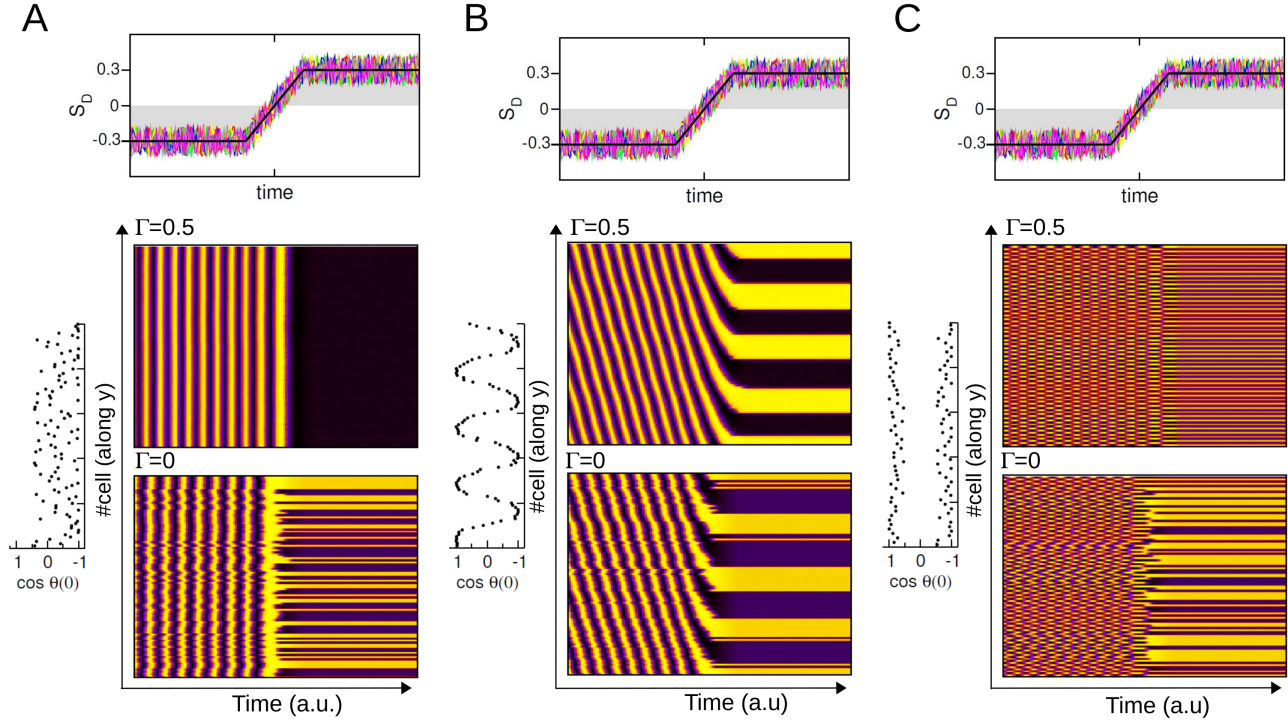 A
0.3
0
-0.3
S_D
time
Γ=0.5
Γ=0
#cell (along y)
1 0 -1
cos θ(0)
Time (a.u.)
B
0.3
0
-0.3
S_D
time
Γ=0.5
Γ=0
#cell (along y)
1 0 -1
cos θ(0)
Time (a.u)
C
0.3
0
-0.3
S_D
time
Γ=0.5
Γ=0
#cell (along y)
1 0 -1
cos θ(0)
Time (a.u)